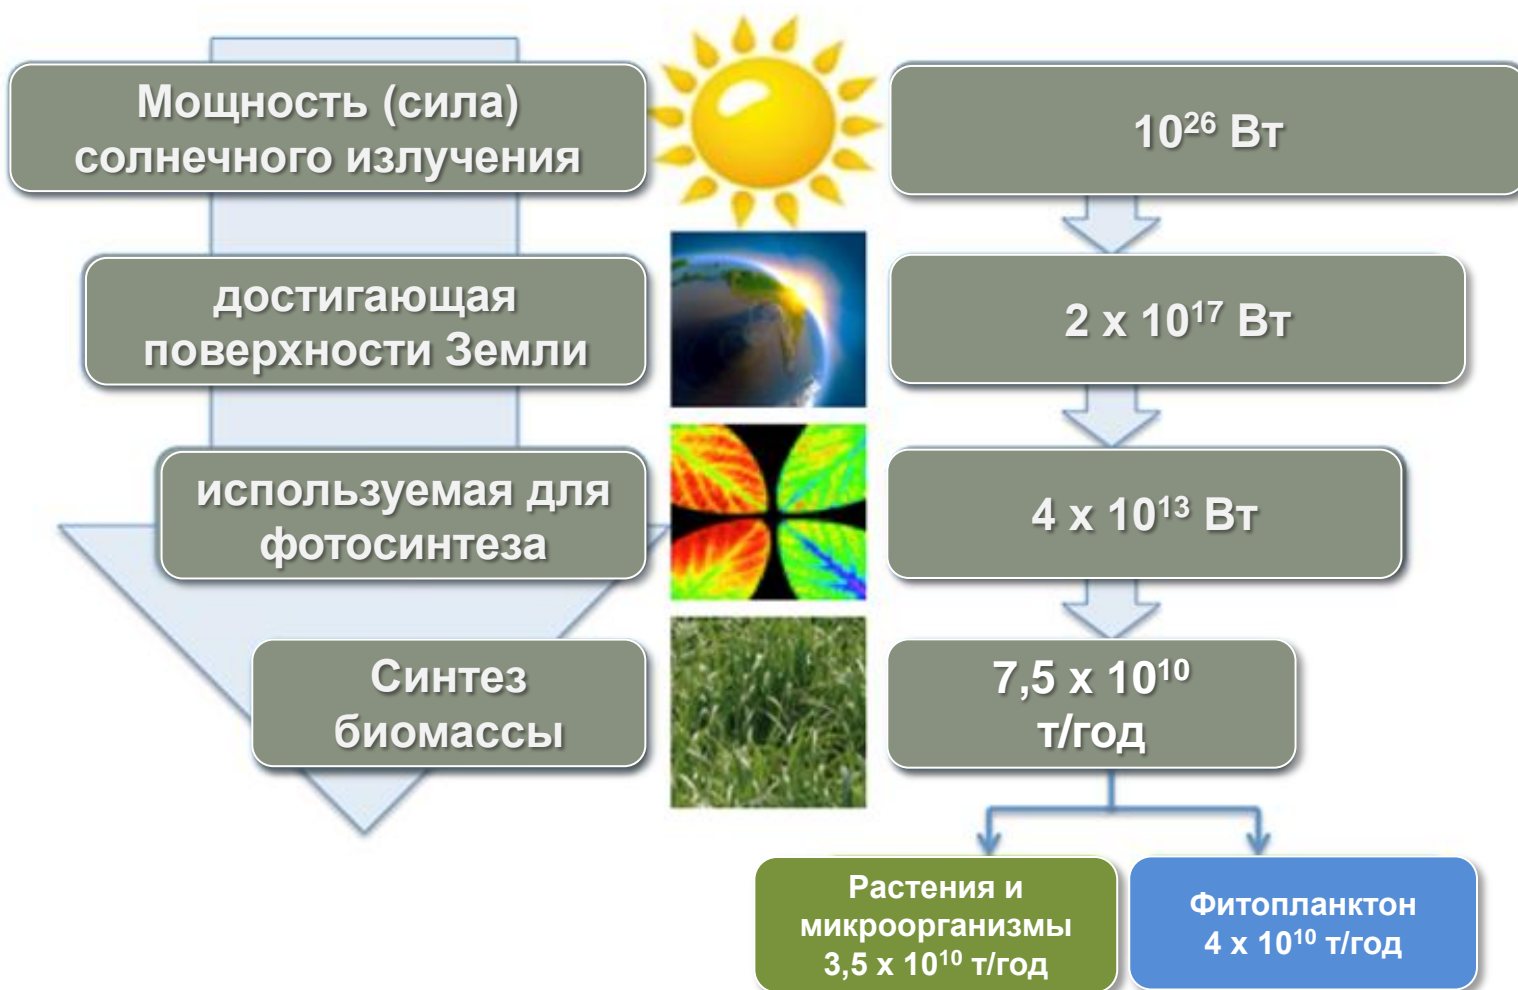 Мощность (сила)
солнечного излучения
10²⁶ Вт
достигающая
поверхности Земли
2 x 10¹⁷ Вт
используемая для
фотосинтеза
4 x 10¹³ Вт
Синтез
биомассы
7,5 x 10¹⁰
т/год
Растения и
микроорганизмы
3,5 x 10¹⁰ т/год
Фитопланктон
4 x 10¹⁰ т/год